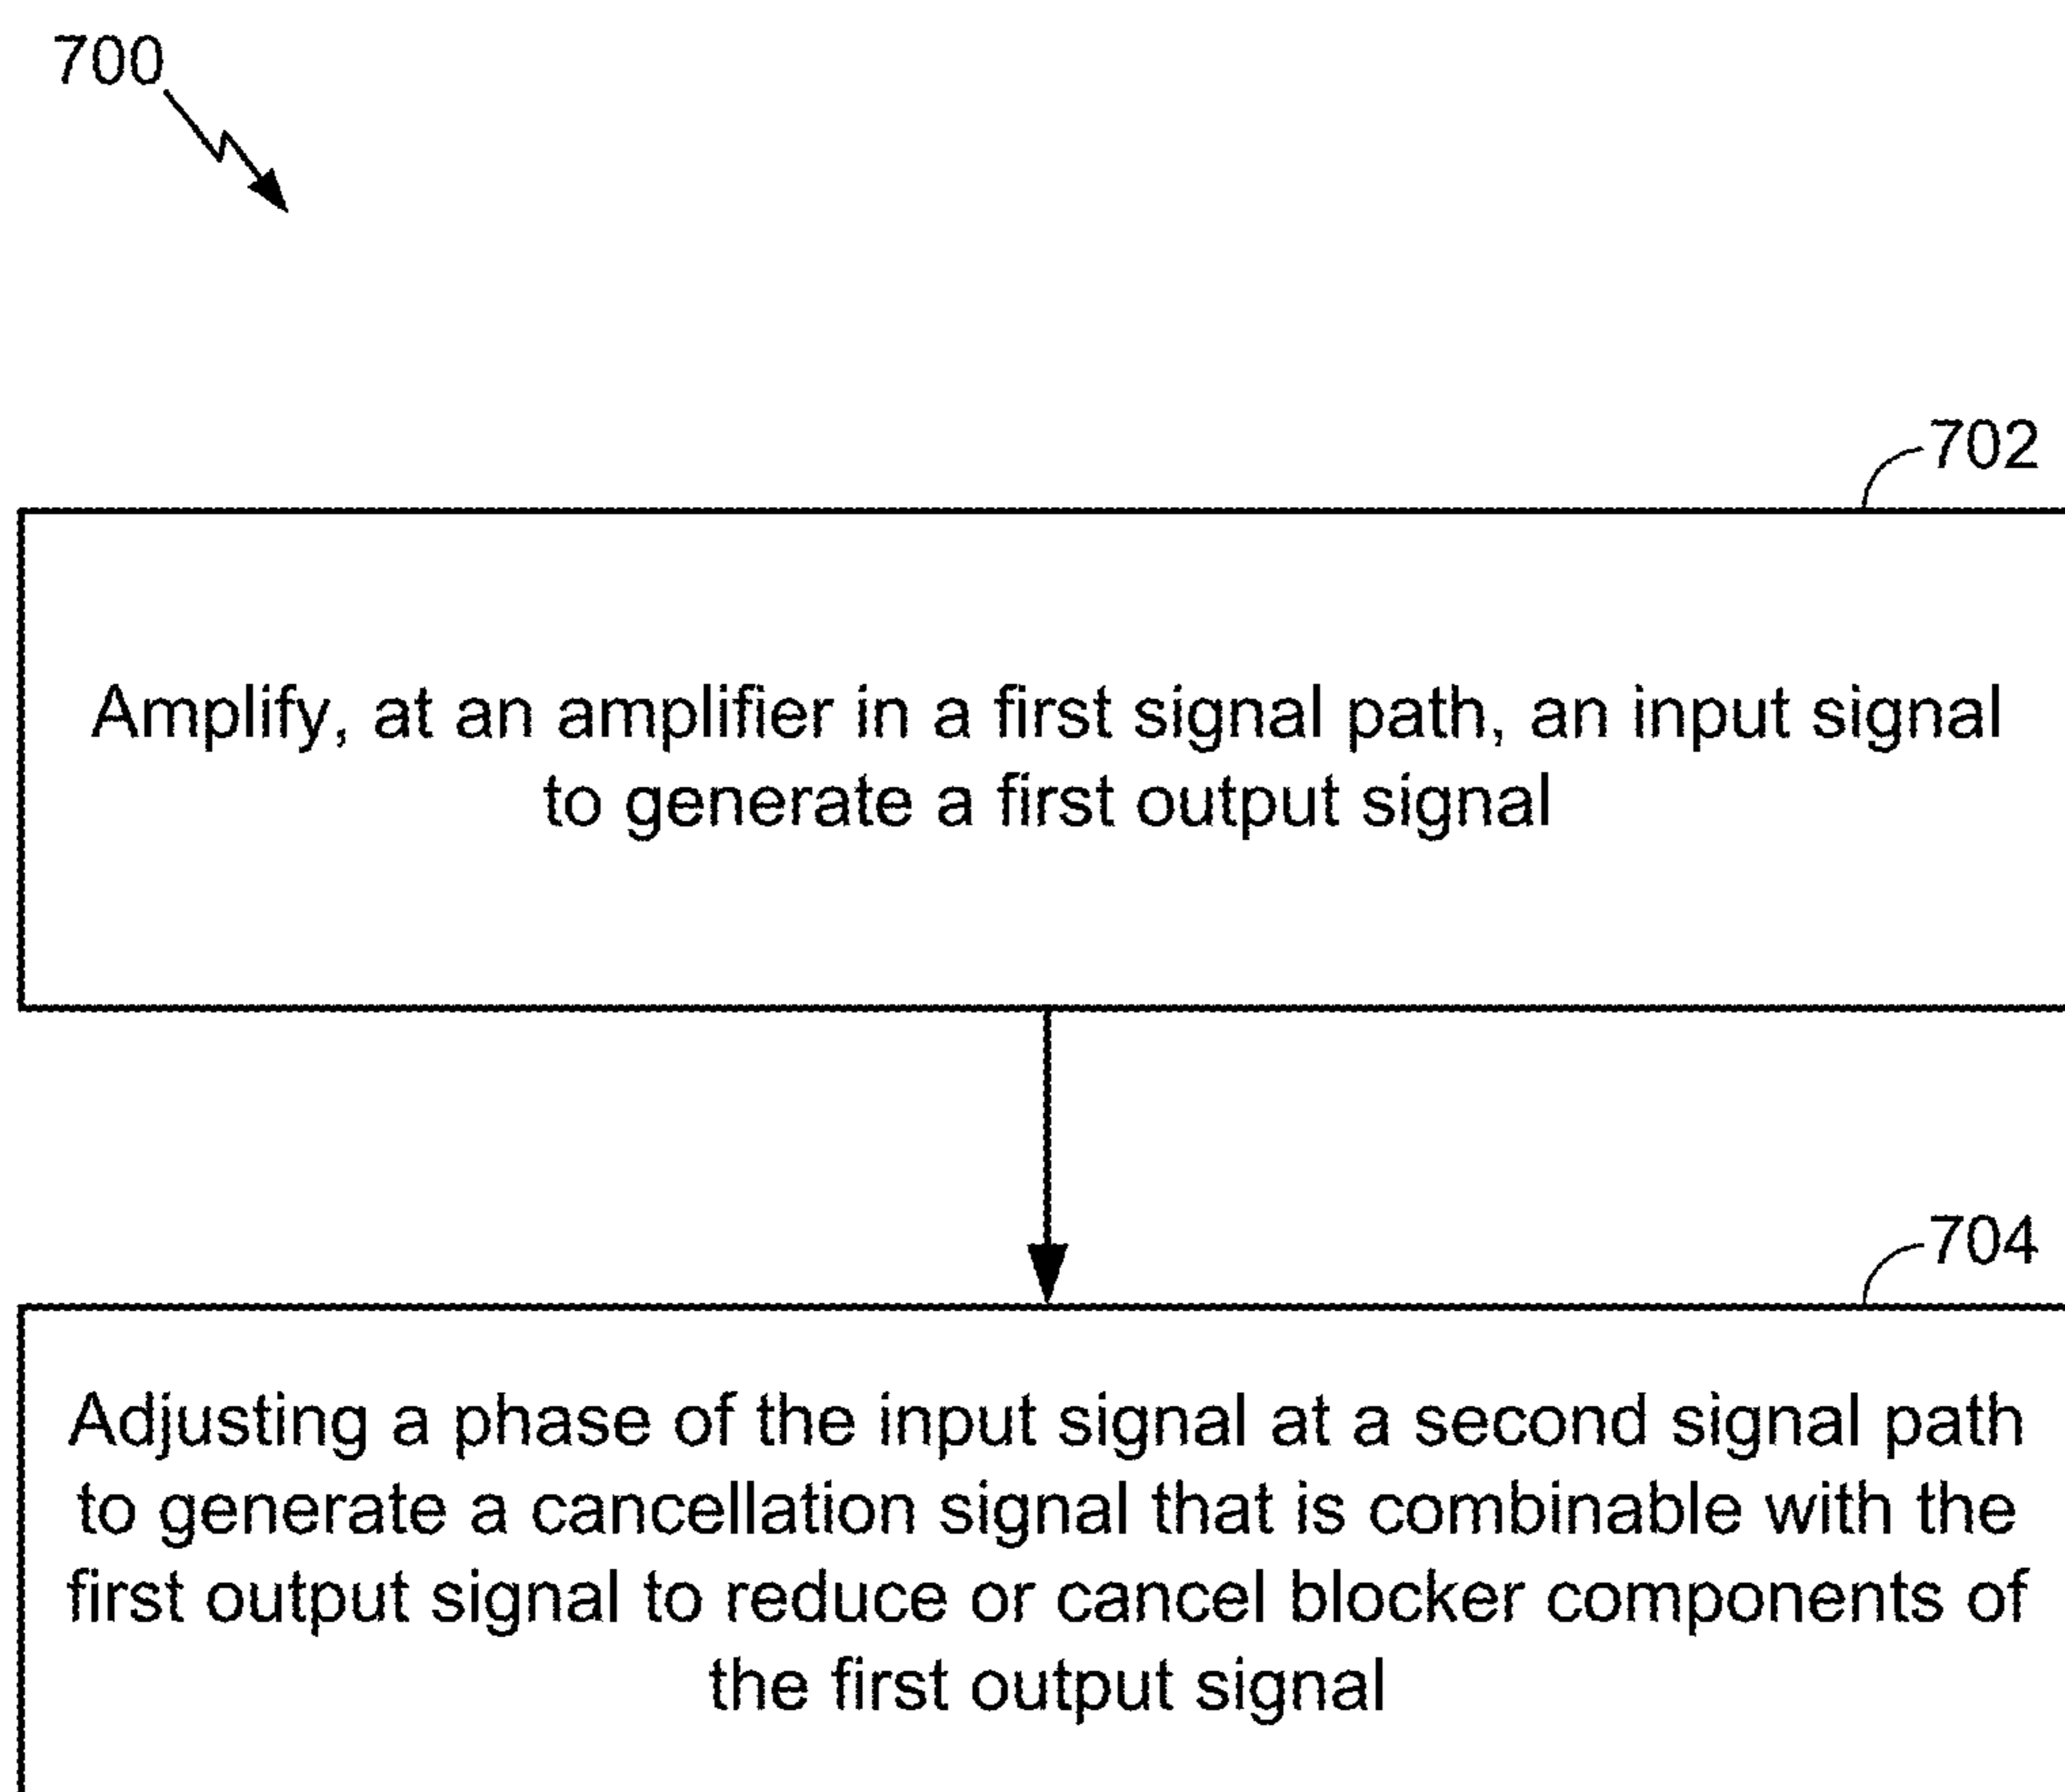 700
702
Amplify, at an amplifier in a first signal path, an input signal
to generate a first output signal
704
Adjusting a phase of the input signal at a second signal path
to generate a cancellation signal that is combinable with the
first output signal to reduce or cancel blocker components of
the first output signal